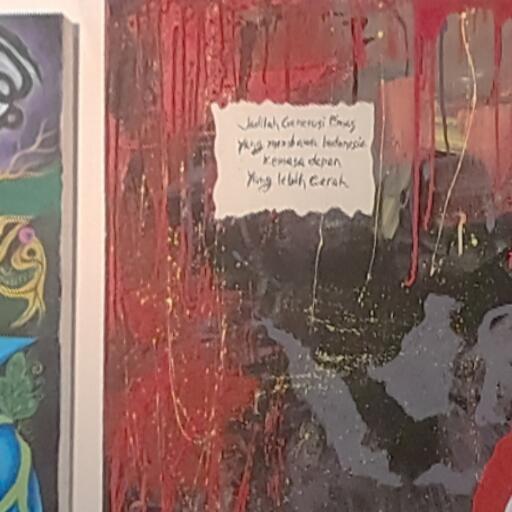 Jadilah Generasi Emas
yang membawa Indonesia
Kemasa depan
Yang lebih Cerah